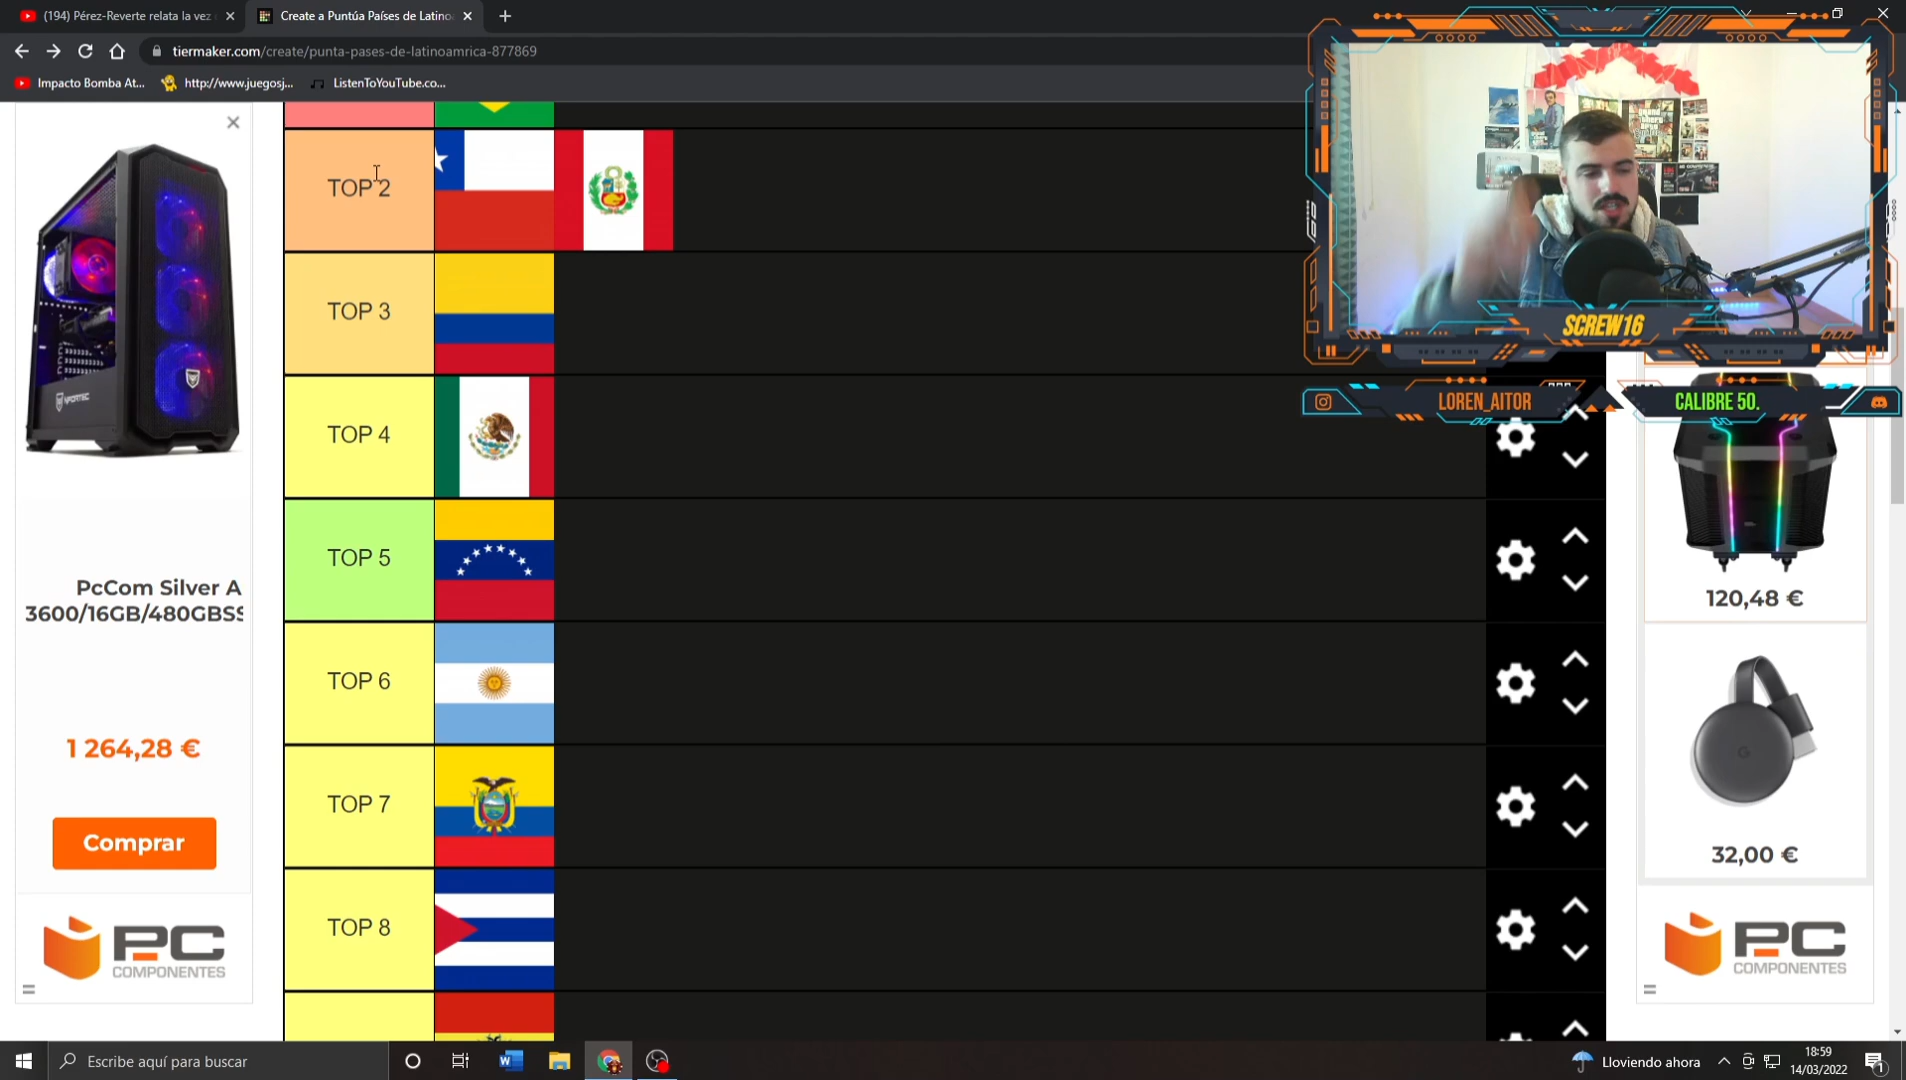 (194) Pérez-Reverte relata la vez
Create a Puntúa Países de Latino
tiermaker.com/create/punta-pases-de-latinoamrica-877869
Impacto Bomba At...
http://www.juegosj...
ListenToYouTube.co...
TOP 2
TOP 3
TOP 4
TOP 5
TOP 6
TOP 7
TOP 8
NFORTEC
PcCom Silver A
3600/16GB/480GBSS
1 264,28 €
Comprar
PC
COMPONENTES
SCREW16
LOREN_AITOR
CALIBRE 50.
120,48 €
32,00 €
PC
COMPONENTES
Escribe aquí para buscar
Lloviendo ahora
18:59
14/03/2022
1